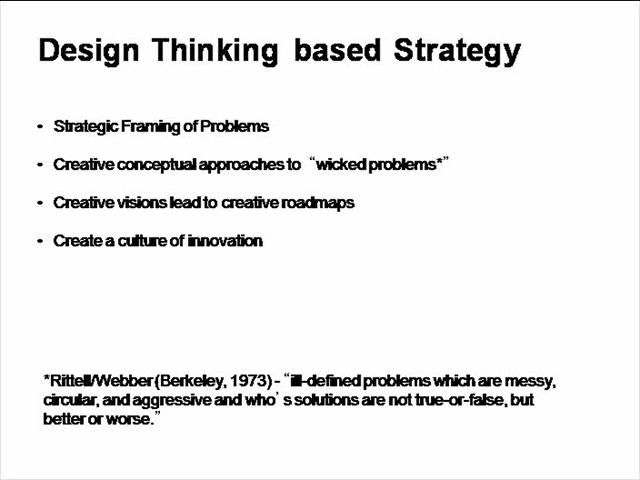 Design Thinking based Strategy
• Strategic Framing of Problems
• Creative conceptual approaches to “wicked problems*”
• Creative visions lead to creative roadmaps
• Create a culture of innovation
*Rittell/Webber (Berkeley, 1973) - “ill-defined problems which are messy,
circular, and aggressive and who’s solutions are not true-or-false, but
better or worse.”